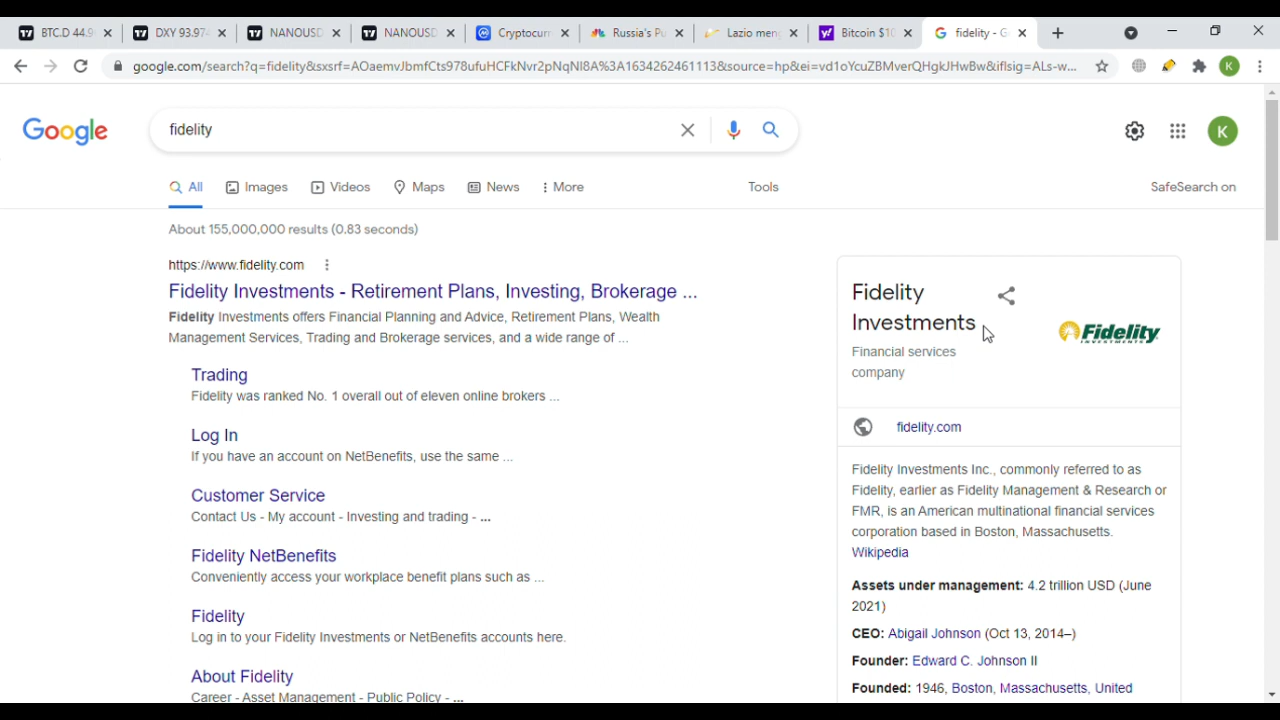 BTC.D 44.9
DXY 93.97
NANOUSD
NANOUSD
Cryptocurr
Russia's Pu
Lazio men
Bitcoin $10
fidelity - G
google.com/search?q=fidelity&sxsrf=AOaemvJbmfCts978ufuHCFkNvr2pNqNI8A%3A1634262461113&source=hp&ei=vd1oYcuZBMverQHgkJHwBw&iflsig=ALs-w...
K
Google
fidelity
K
All
Images
Videos
Maps
News
More
Tools
SafeSearch on
About 155,000,000 results (0.83 seconds)
https://www.fidelity.com
Fidelity Investments - Retirement Plans, Investing, Brokerage ...
Fidelity Investments offers Financial Planning and Advice, Retirement Plans, Wealth
Management Services, Trading and Brokerage services, and a wide range of ...
Trading
Fidelity was ranked No. 1 overall out of eleven online brokers ...
Log In
If you have an account on NetBenefits, use the same ...
Customer Service
Contact Us - My account - Investing and trading - ...
Fidelity NetBenefits
Conveniently access your workplace benefit plans such as ...
Fidelity
Log in to your Fidelity Investments or NetBenefits accounts here.
About Fidelity
Career - Asset Management - Public Policy - ...
Fidelity
Investments
Financial services
company
Fidelity
INVESTMENTS
fidelity.com
Fidelity Investments Inc., commonly referred to as
Fidelity, earlier as Fidelity Management & Research or
FMR, is an American multinational financial services
corporation based in Boston, Massachusetts.
Wikipedia
Assets under management: 4.2 trillion USD (June
2021)
CEO: Abigail Johnson (Oct 13, 2014–)
Founder: Edward C. Johnson II
Founded: 1946, Boston, Massachusetts, United